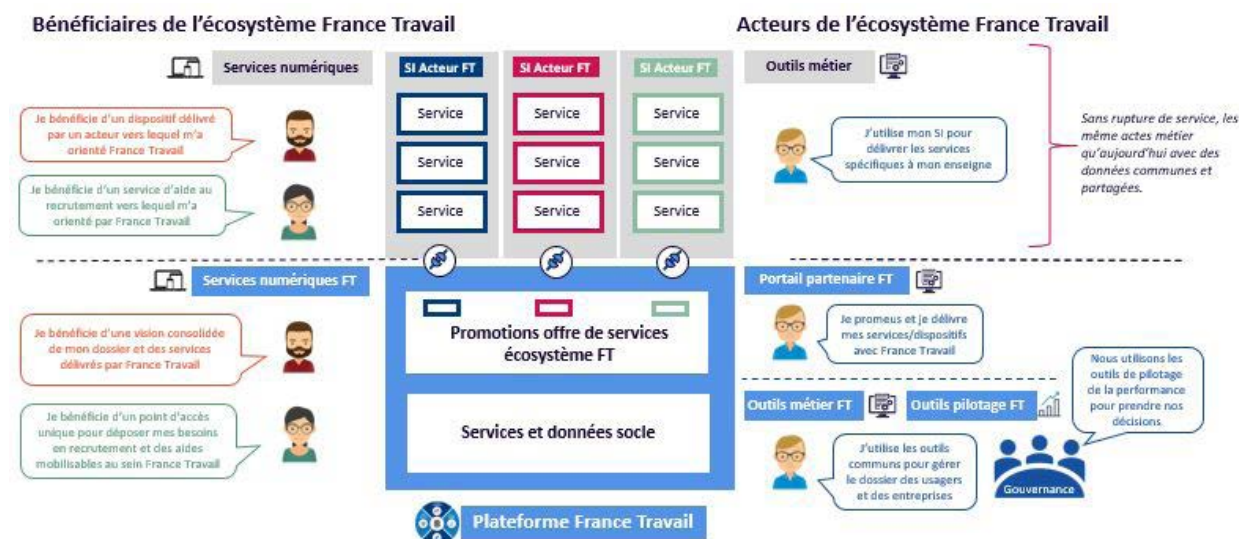 Bénéficiaires de l'écosystème France Travail
Acteurs de l'écosystème France Travail
Services numériques
SI Acteur FT
SI Acteur FT
SI Acteur FT
Outils métier
Je bénéficie d'un dispositif délivré
par un acteur vers lequel m'a
orienté France Travail
Je bénéficie d'un service d'aide au
recrutement vers lequel m'a
orienté par France Travail
Service
Service
Service
Service
Service
Service
Service
Service
Service
J'utilise mon SI pour
délivrer les services
spécifiques à mon enseigne
Sans rupture de service, les
même actes métier
qu'aujourd'hui avec des
données communes et
partagées.
Services numériques FT
Je bénéficie d'une vision consolidée
de mon dossier et des services
délivrés par France Travail
Je bénéficie d'un point d'accès
unique pour déposer mes besoins
en recrutement et des aides
mobilisables au sein France Travail
Promotions offre de services
écosystème FT
Services et données socle
Plateforme France Travail
Portail partenaire FT
Je promeus et je délivre
mes services/dispositifs
avec France Travail
Outils métier FT
Outils pilotage FT
Nous utilisons les
outils de pilotage
de la performance
pour prendre nos
décisions
J'utilise les outils
communs pour gérer
le dossier des usagers
et des entreprises
Gouvernance